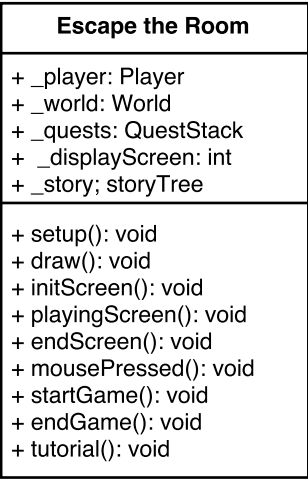 Escape the Room
+ _player: Player
+ _world: World
+ _quests: QuestStack
+ _displayScreen: int
+ _story; storyTree
+ setup(): void
+ draw(): void
+ initScreen(): void
+ playingScreen(): void
+ endScreen(): void
+ mousePressed(): void
+ startGame(): void
+ endGame(): void
+ tutorial(): void